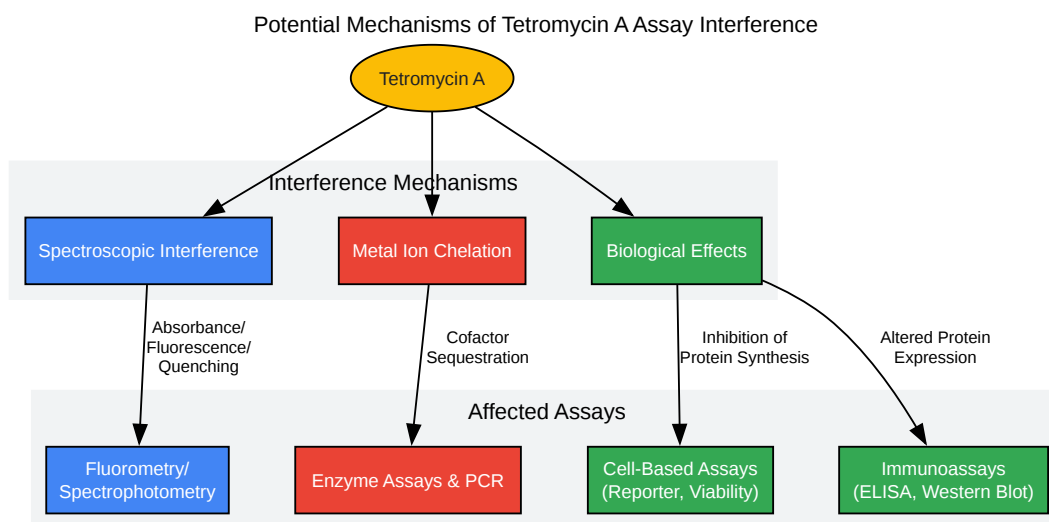 Potential Mechanisms of Tetromycin A Assay Interference
Tetromycin A
Interference Mechanisms
Spectroscopic Interference
Metal Ion Chelation
Biological Effects
Absorbance/
Fluorescence/
Quenching
Cofactor
Sequestration
Inhibition of
Protein Synthesis
Altered Protein
Expression
Affected Assays
Fluorometry/
Spectrophotometry
Enzyme Assays & PCR
Cell-Based Assays
(Reporter, Viability)
Immunoassays
(ELISA, Western Blot)